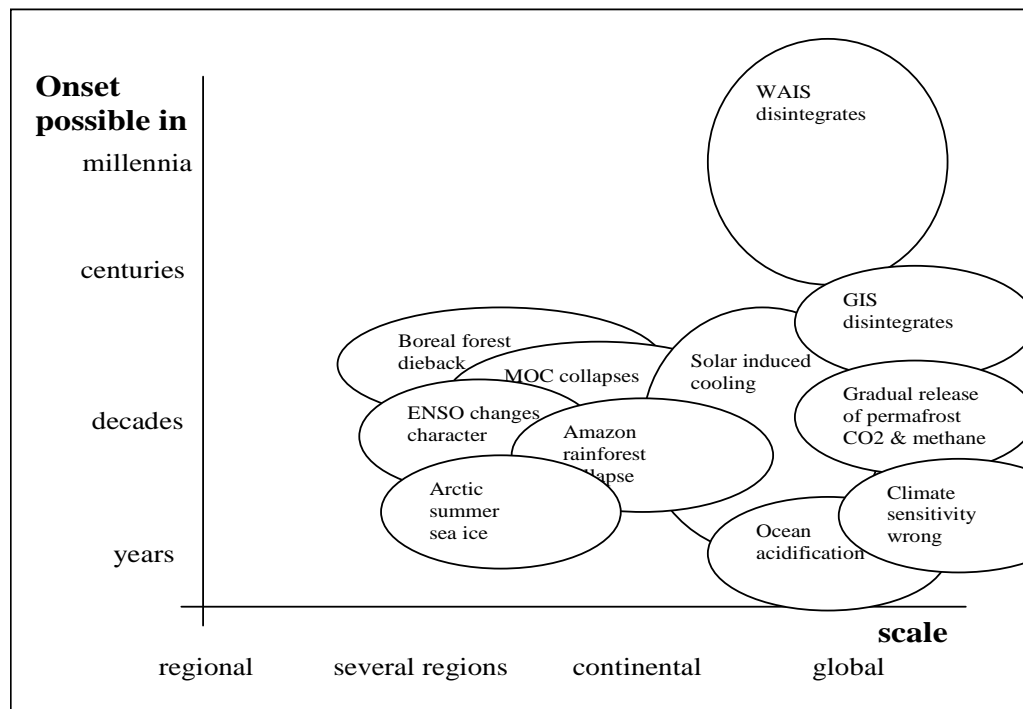 Onset
possible in
millennia
centuries
decades
years
WAIS
disintegrates
GIS
disintegrates
Boreal forest
dieback
MOC collapses
Solar induced
cooling
Gradual release
of permafrost
CO2 & methane
ENSO changes
character
Amazon
rainforest
Arctic
summer
sea ice
Climate
sensitivity
wrong
Ocean
acidification
scale
regional
several regions
continental
global